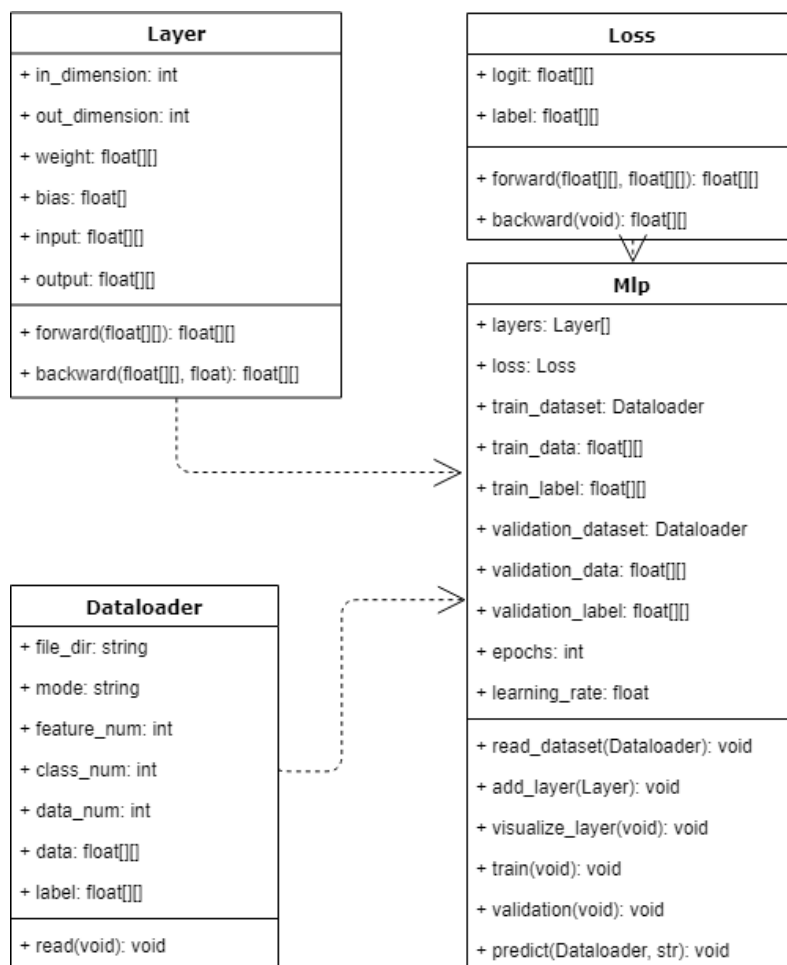 Layer
+ in_dimension: int
+ out_dimension: int
+ weight: float[][]
+ bias: float[]
+ input: float[][]
+ output: float[][]
+ forward(float[][]): float[][]
+ backward(float[][], float): float[][]
Loss
+ logit: float[][]
+ label: float[][]
+ forward(float[][], float[][]): float[][]
+ backward(void): float[][]
Mlp
+ layers: Layer[]
+ loss: Loss
+ train_dataset: Dataloader
+ train_data: float[][]
+ train_label: float[][]
+ validation_dataset: Dataloader
+ validation_data: float[][]
+ validation_label: float[][]
+ epochs: int
+ learning_rate: float
+ read_dataset(Dataloader): void
+ add_layer(Layer): void
+ visualize_layer(void): void
+ train(void): void
+ validation(void): void
+ predict(Dataloader, str): void
Dataloader
+ file_dir: string
+ mode: string
+ feature_num: int
+ class_num: int
+ data_num: int
+ data: float[][]
+ label: float[][]
+ read(void): void